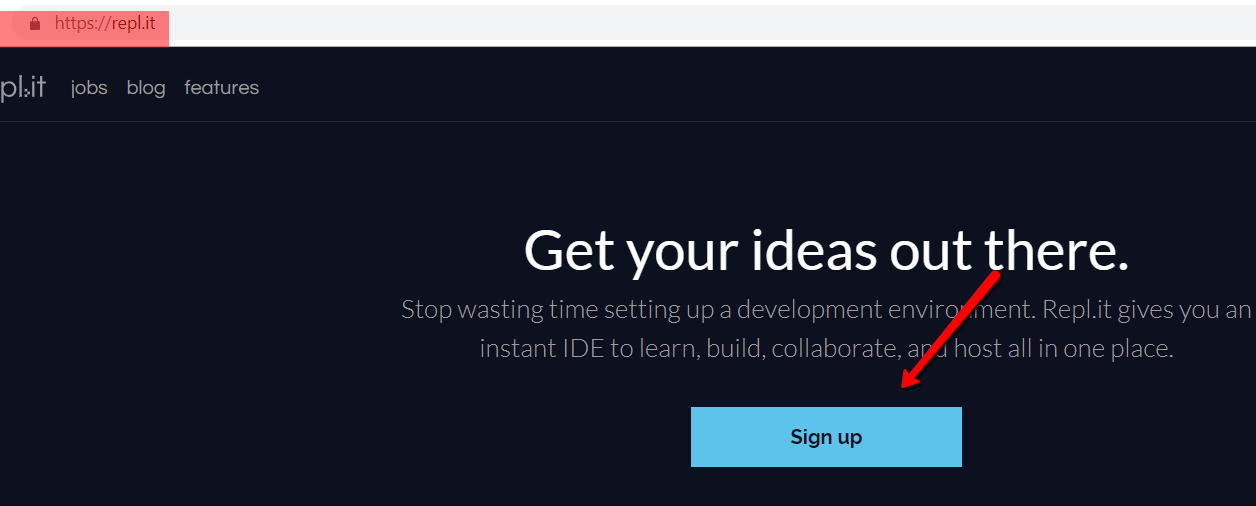 https://repl.it
pl.it jobs blog features
Get your ideas out there.
Stop wasting time setting up a development environment. Repl.it gives you an
instant IDE to learn, build, collaborate, and host all in one place.
Sign up